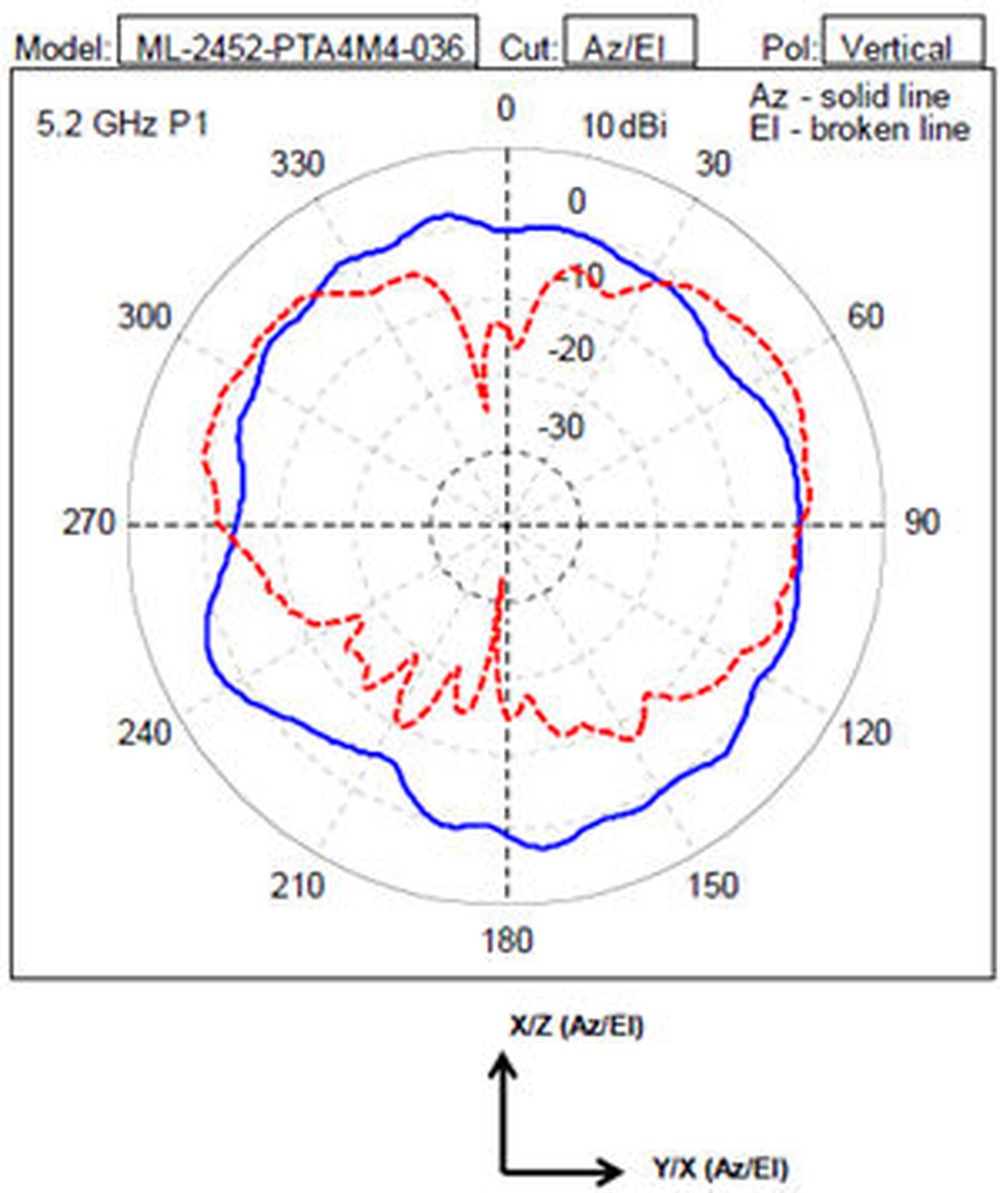 Model: ML-2452-PTA4M4-036 Cut: Az/El Pol: Vertical
5.2 GHz P1
Az - solid line
El - broken line
0
10 dBi
330
30
0
-10
300
60
-20
-30
270
90
240
120
210
150
180
X/Z (Az/El)
Y/X (Az/El)